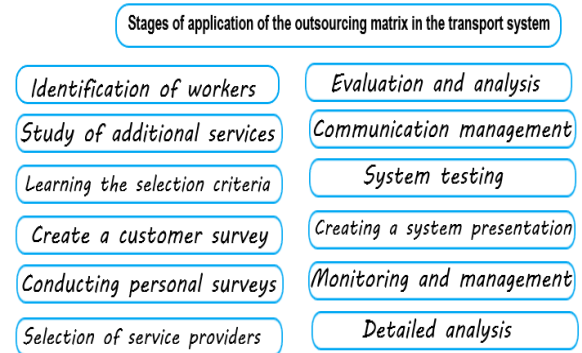 Stages of application of the outsourcing matrix in the transport system
Identification of workers
Study of additional services
Learning the selection criteria
Create a customer survey
Conducting personal surveys
Selection of service providers
Evaluation and analysis
Communication management
System testing
Creating a system presentation
Monitoring and management
Detailed analysis